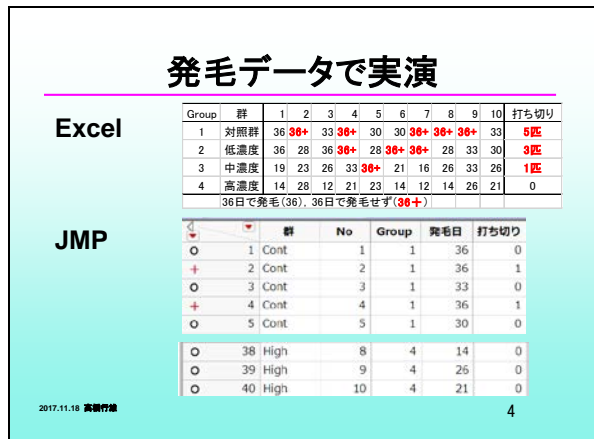 発毛データで実演
Excel
Group 群 1 2 3 4 5 6 7 8 9 10 打ち切り
1 対照群 36 36+ 33 36+ 30 30 36+ 36+ 36+ 33 5匹
2 低濃度 36 28 36 36+ 28 36+ 36+ 28 33 30 3匹
3 中濃度 19 23 26 33 36+ 21 16 26 33 26 1匹
4 高濃度 14 28 12 21 23 14 12 14 26 21 0
36日で発毛(36), 36日で発毛せず(36+)
JMP
群 No Group 発毛日 打ち切り
1 Cont 1 1 36 0
2 Cont 2 1 36 1
3 Cont 3 1 33 0
4 Cont 4 1 36 1
5 Cont 5 1 30 0
38 High 8 4 14 0
39 High 9 4 26 0
40 High 10 4 21 0
2017.11.18 高橋行雄
4